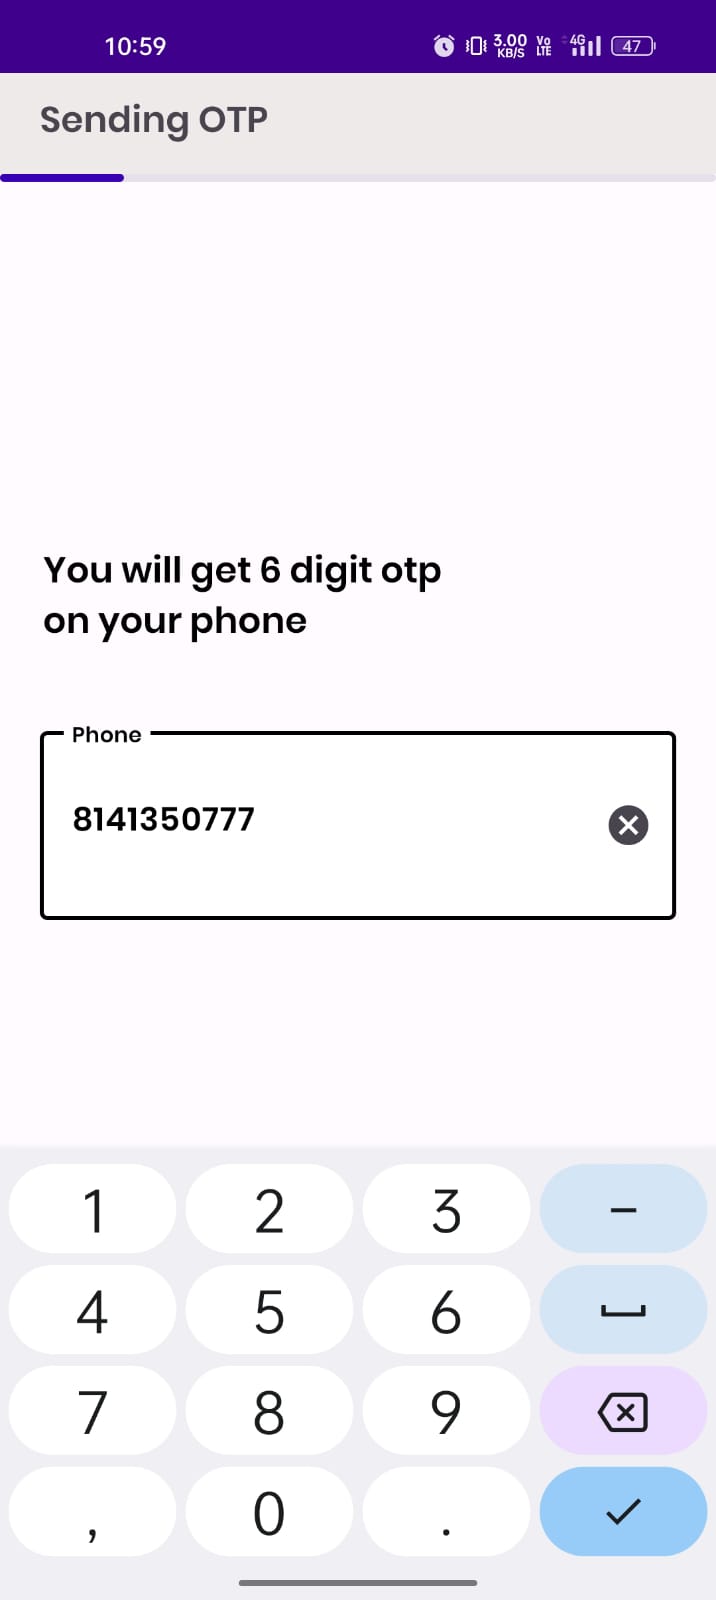 10:59
3.00
KB/S
Vo
LTE
4G
47
Sending OTP
You will get 6 digit otp
on your phone
Phone
8141350777
1 2 3 –
4 5 6
7 8 9
, 0 .